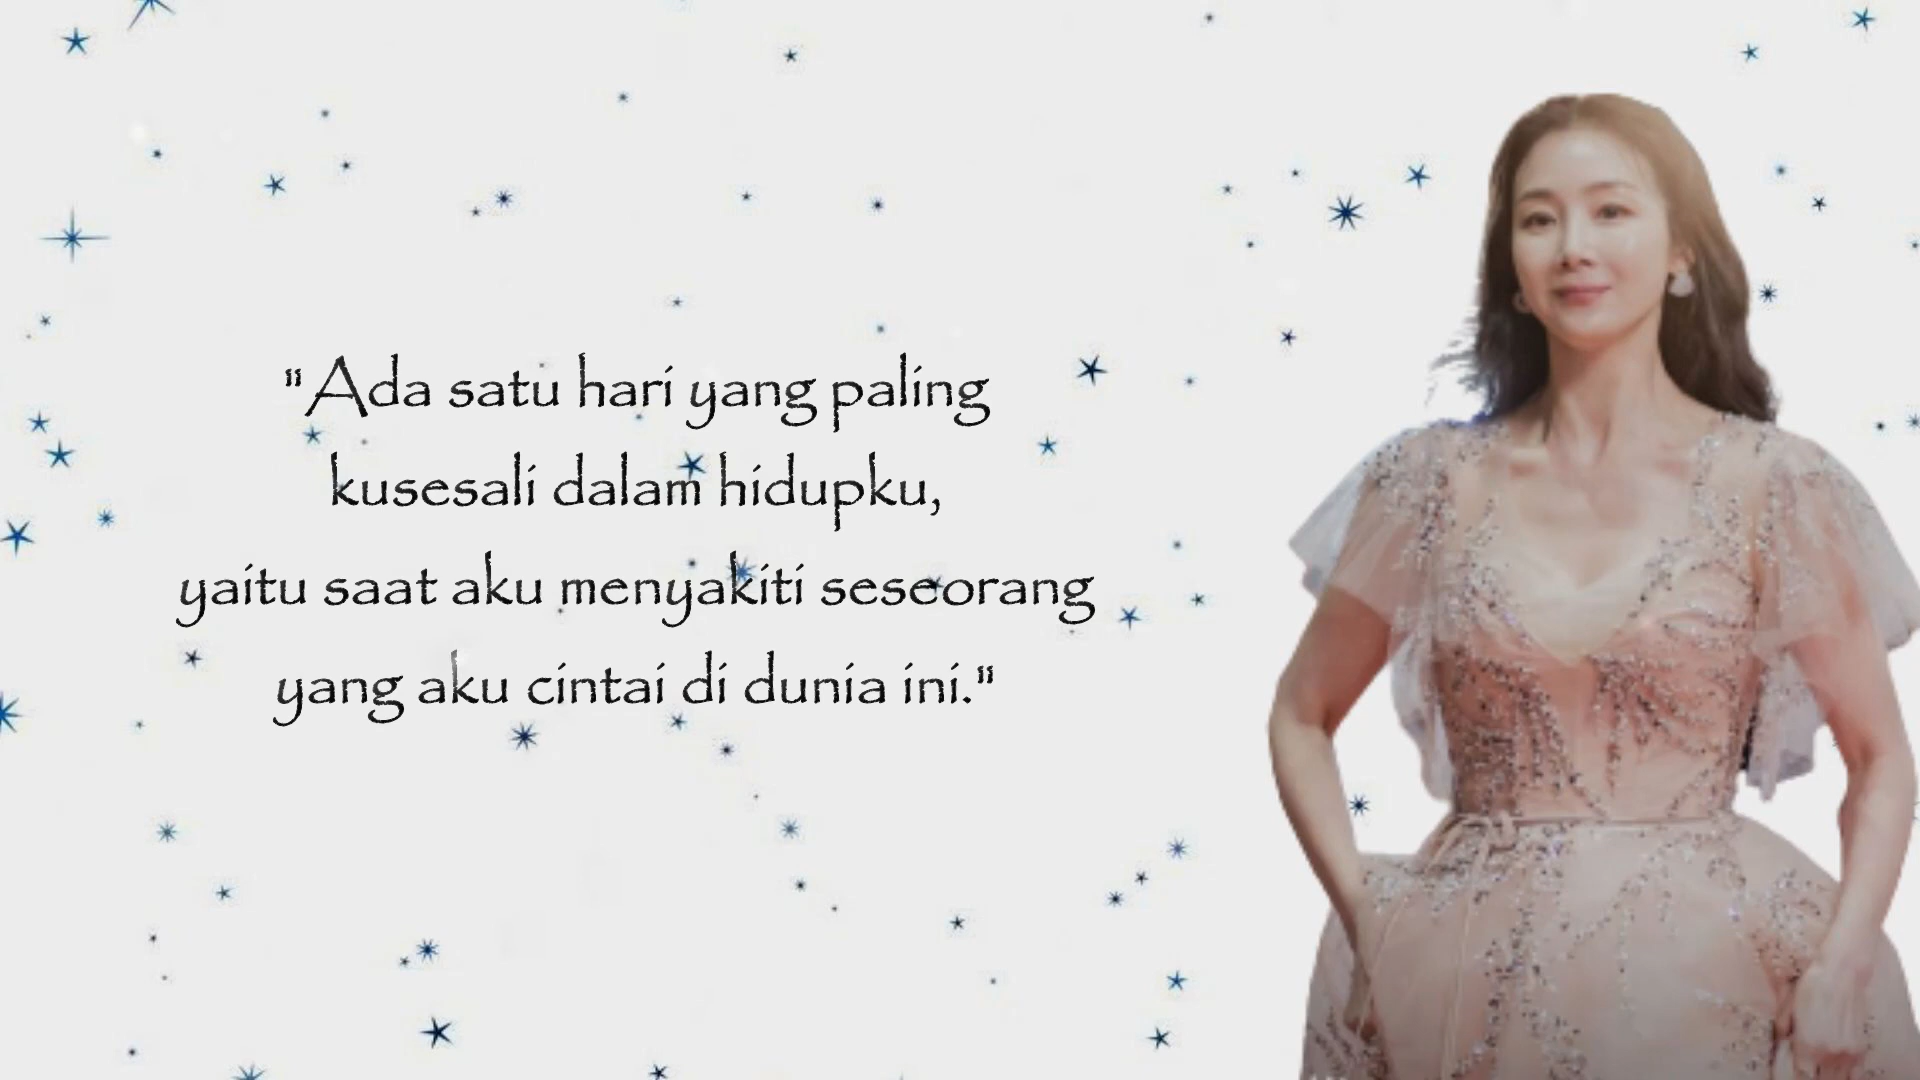 "Ada satu hari yang paling
kusesali dalam hidupku,
yaitu saat aku menyakiti seseorang
yang aku cintai di dunia ini."